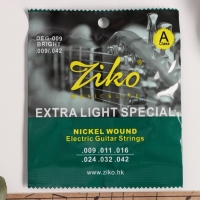 DEG-009
BRIGHT
.009/.042
A
Ziko
EXTRA LIGHT SPECIAL
NICKEL WOUND
Electric Guitar Strings
.009 .011 .016
.024 .032 .042
www.ziko.hk